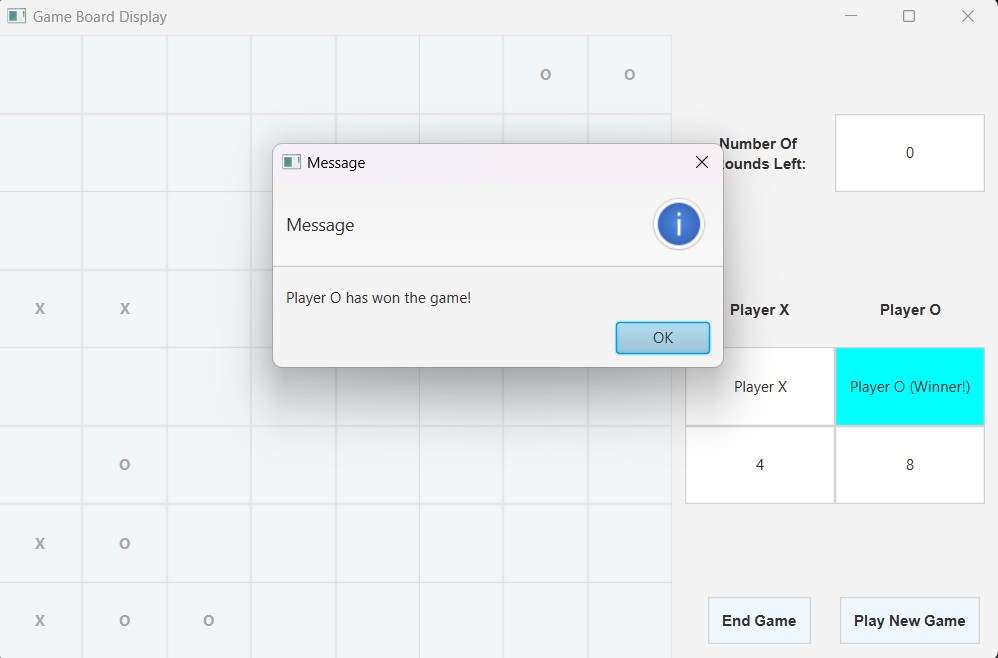 Game Board Display
O O
Number Of
ounds Left:
0
Message
Message
Player O has won the game!
OK
X X
Player X Player O
Player X Player O (Winner!)
O
4 8
X O
X O O
End Game Play New Game